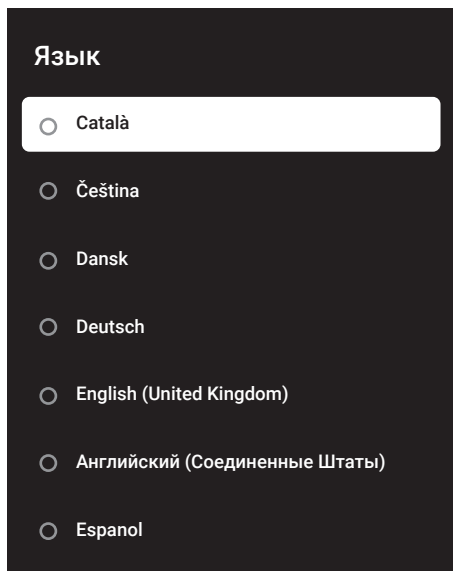 Язык
Català
Čeština
Dansk
Deutsch
English (United Kingdom)
Английский (Соединенные Штаты)
Espanol